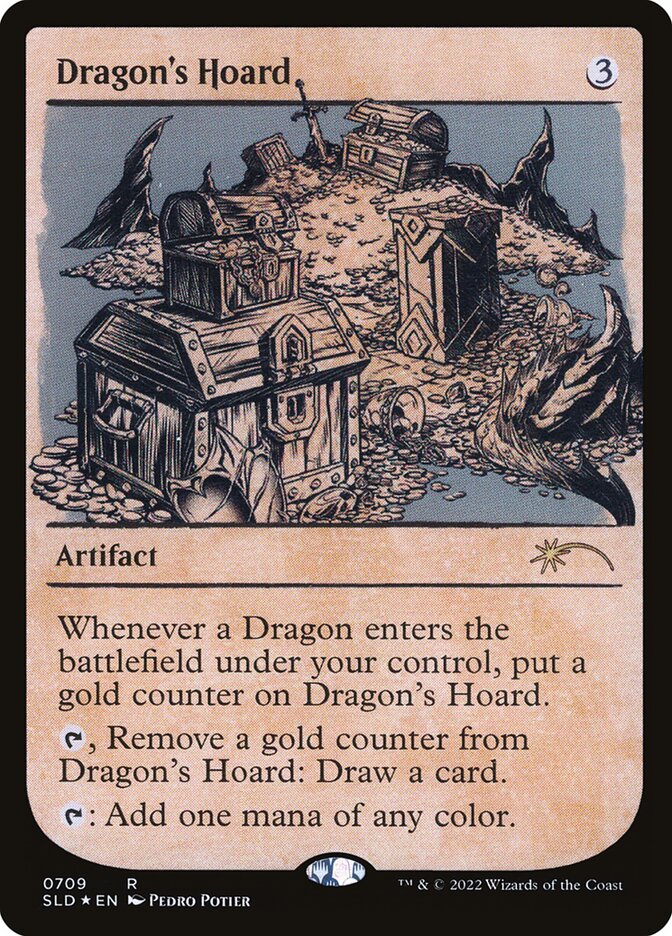 Dragon's Hoard 3
Artifact
Whenever a Dragon enters the
battlefield under your control, put a
gold counter on Dragon's Hoard.
, Remove a gold counter from
Dragon's Hoard: Draw a card.
: Add one mana of any color.
0709 R
SLD ★ EN Pedro Potier
™ & © 2022 Wizards of the Coast